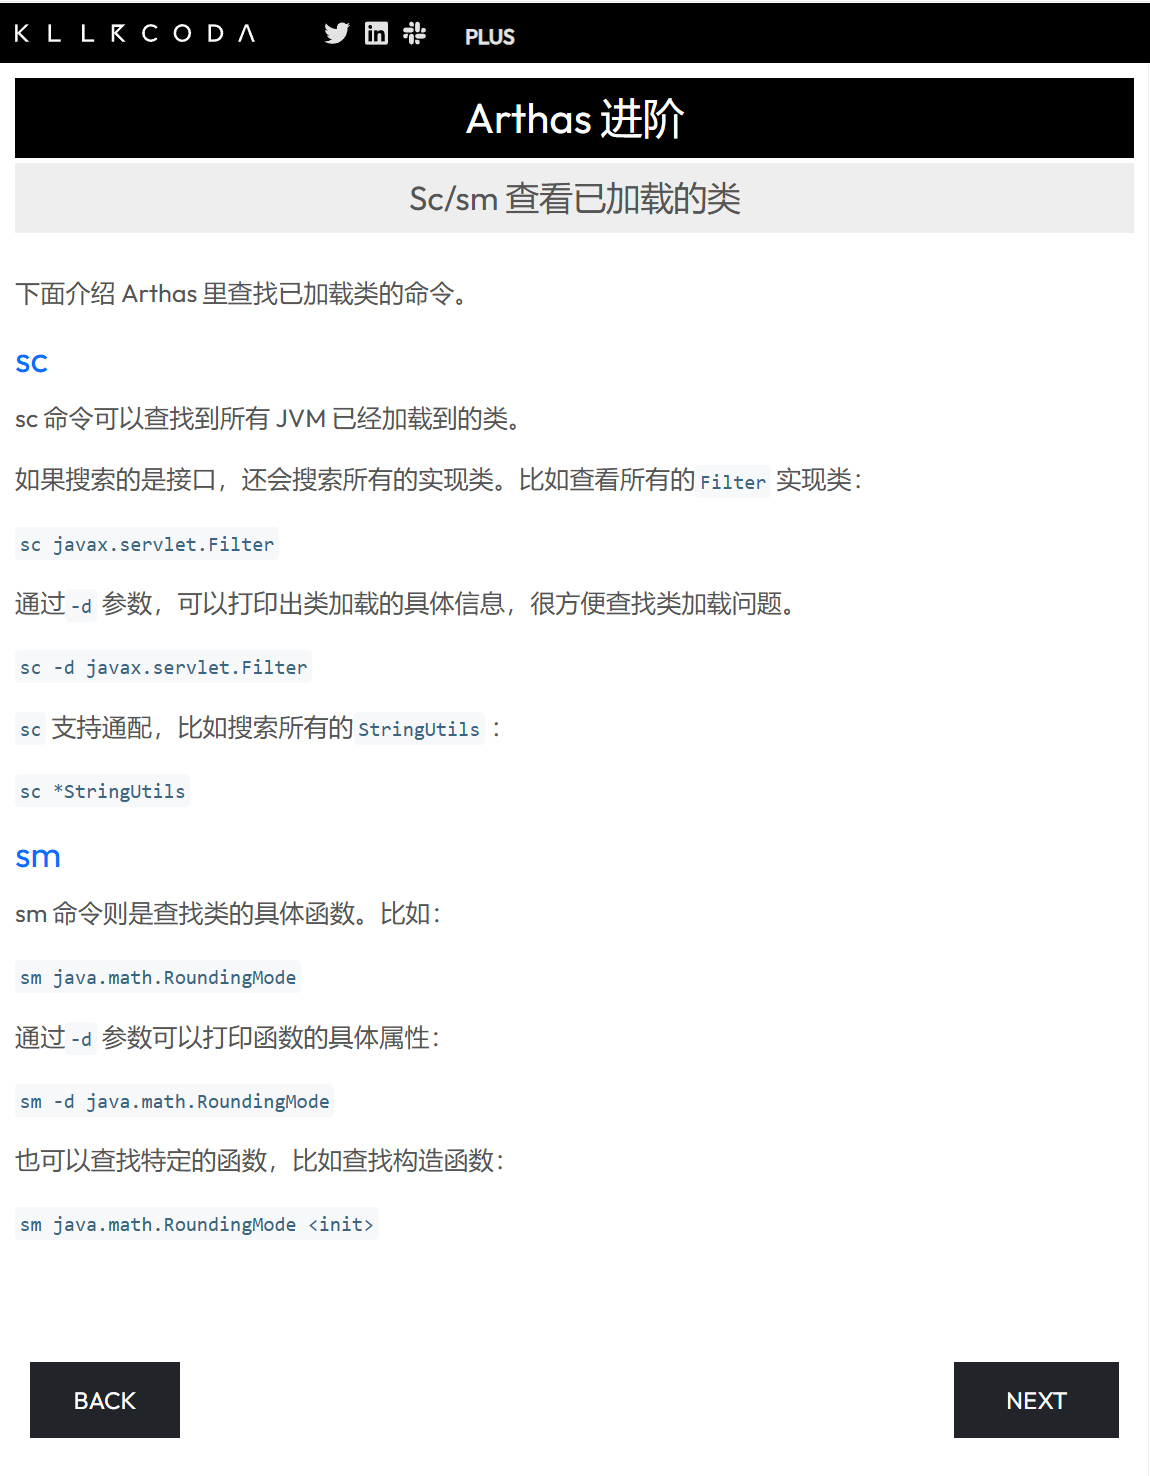 KLLRCODA PLUS
Arthas 进阶
Sc/sm 查看已加载的类
下面介绍 Arthas 里查找已加载类的命令。
sc
sc 命令可以查找到所有 JVM 已经加载到的类。
如果搜索的是接口，还会搜索所有的实现类。比如查看所有的 Filter 实现类：
sc javax.servlet.Filter
通过 -d 参数，可以打印出类加载的具体信息，很方便查找类加载问题。
sc -d javax.servlet.Filter
sc 支持通配，比如搜索所有的 StringUtils ：
sc *StringUtils
sm
sm 命令则是查找类的具体函数。比如：
sm java.math.RoundingMode
通过 -d 参数可以打印函数的具体属性：
sm -d java.math.RoundingMode
也可以查找特定的函数，比如查找构造函数：
sm java.math.RoundingMode <init>
BACK NEXT